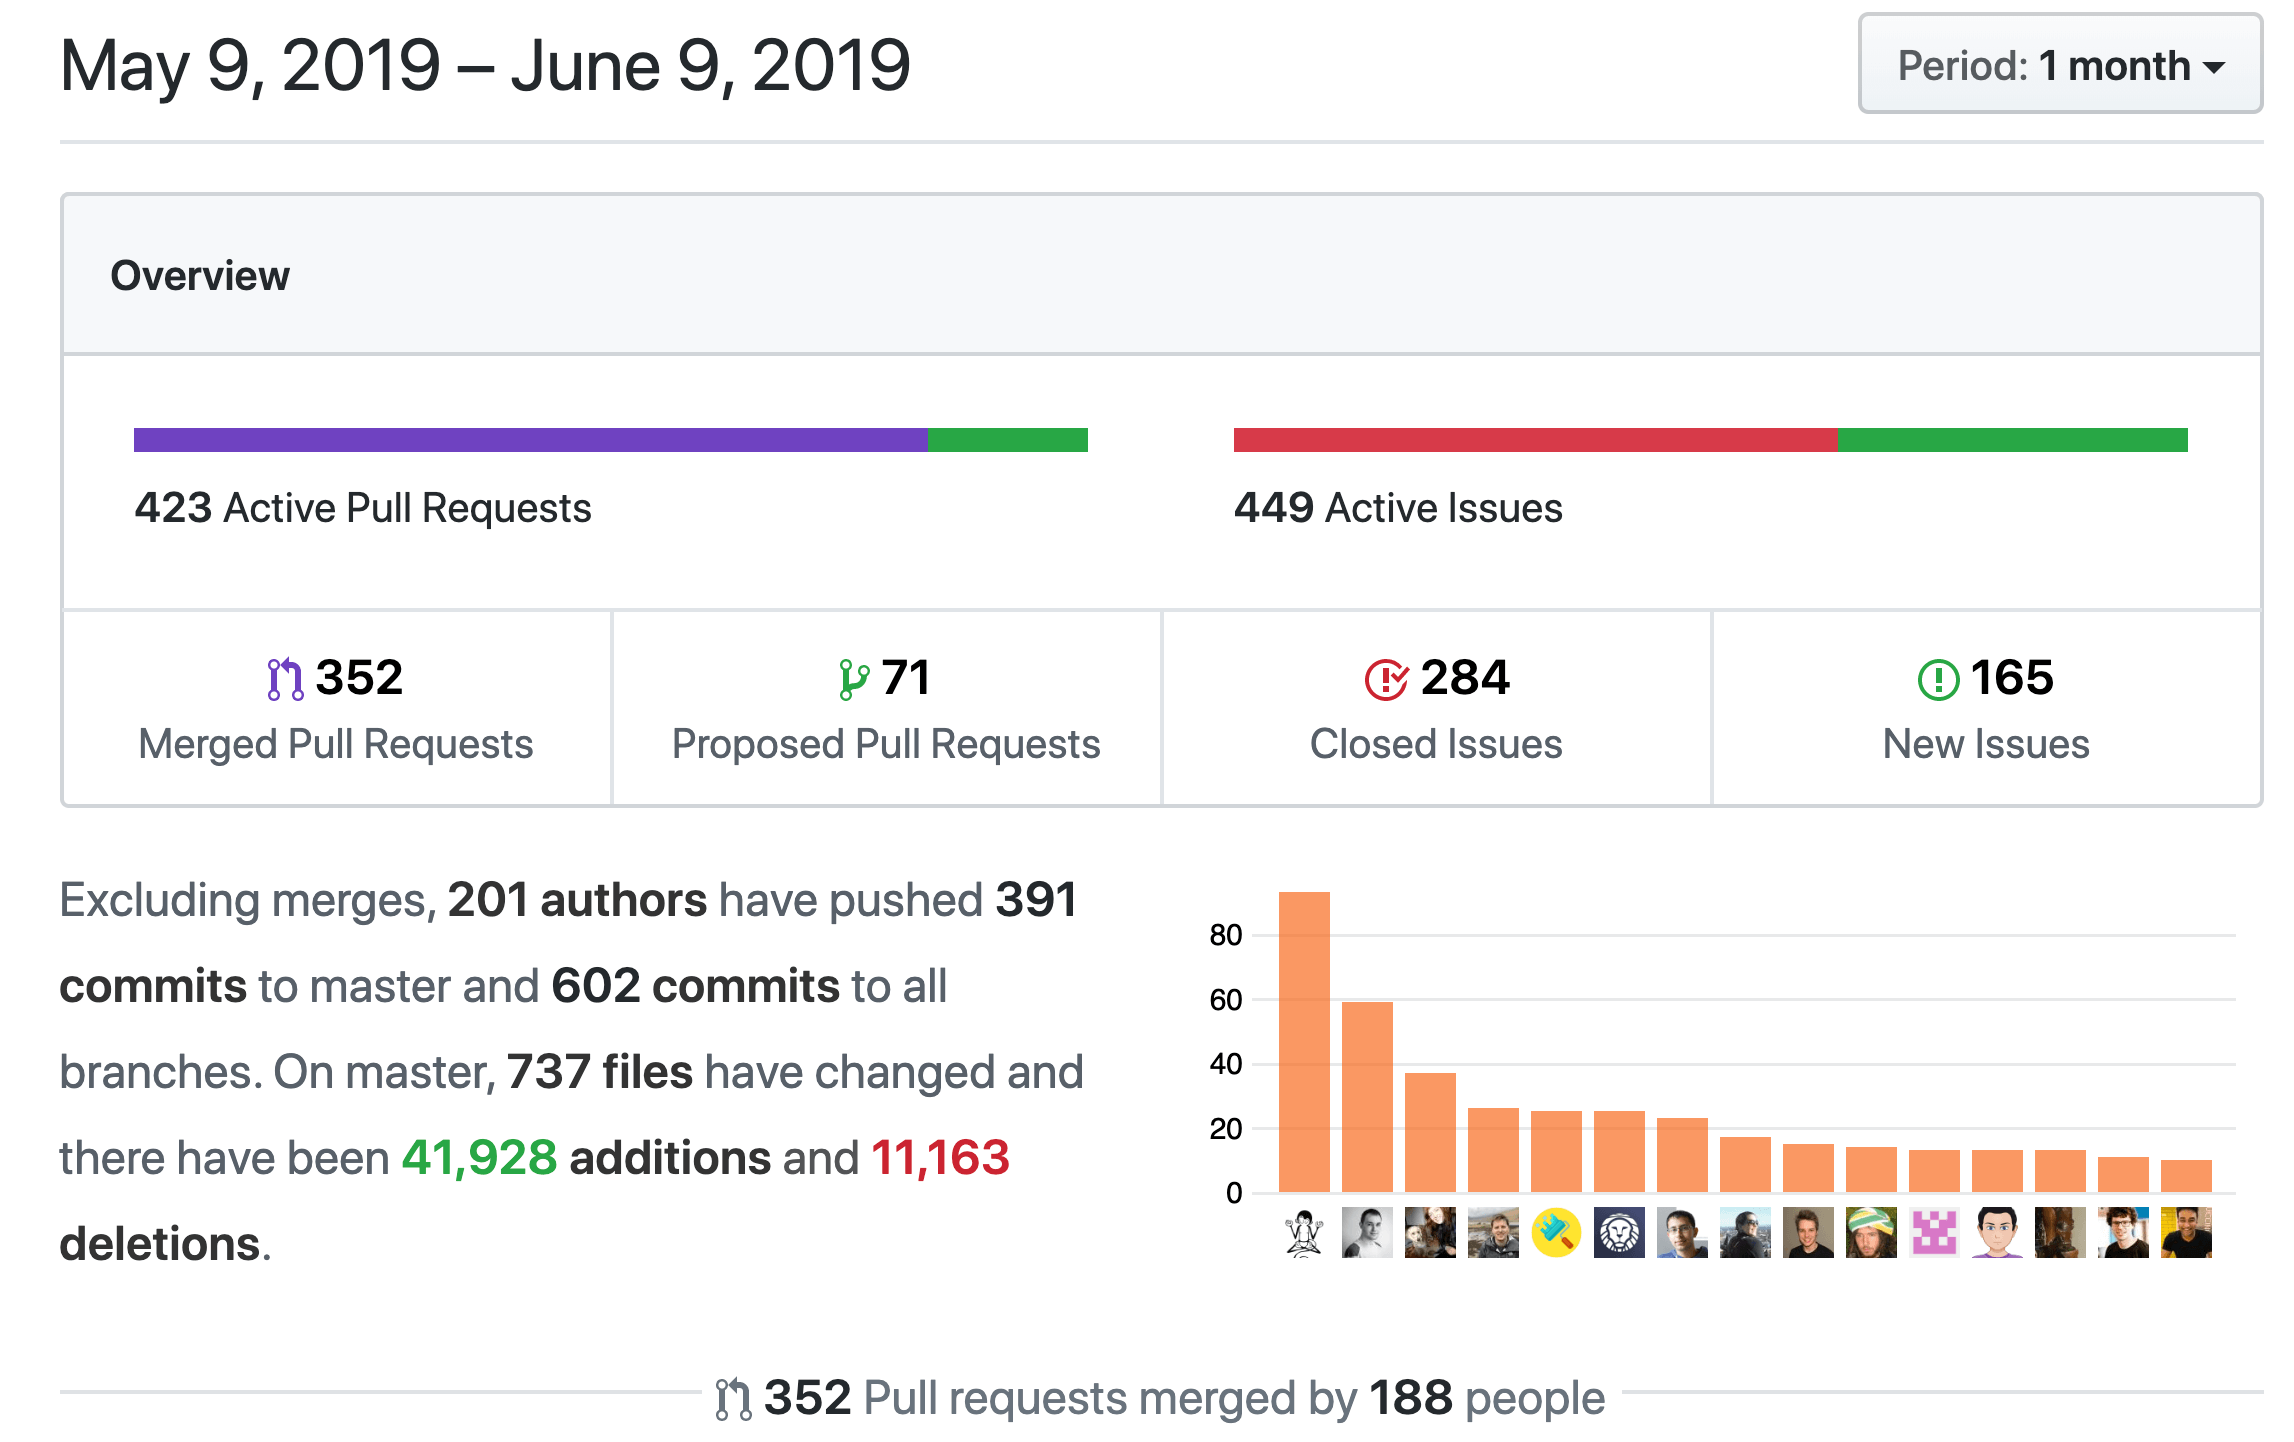 May 9, 2019 – June 9, 2019
Period: 1 month
Overview
423 Active Pull Requests
449 Active Issues
352
Merged Pull Requests
71
Proposed Pull Requests
284
Closed Issues
165
New Issues
Excluding merges, 201 authors have pushed 391
commits to master and 602 commits to all
branches. On master, 737 files have changed and
there have been 41,928 additions and 11,163
deletions.
80
60
40
20
0
352 Pull requests merged by 188 people